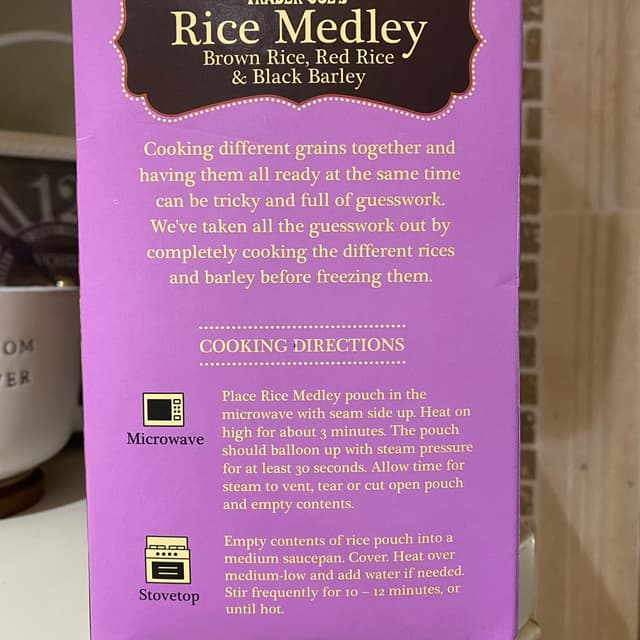 TRADER JOE'S
Rice Medley
Brown Rice, Red Rice
& Black Barley
Cooking different grains together and
having them all ready at the same time
can be tricky and full of guesswork.
We've taken all the guesswork out by
completely cooking the different rices
and barley before freezing them.
COOKING DIRECTIONS
Microwave
Place Rice Medley pouch in the
microwave with seam side up. Heat on
high for about 3 minutes. The pouch
should balloon up with steam pressure
for at least 30 seconds. Allow time for
steam to vent, tear or cut open pouch
and empty contents.
Stovetop
Empty contents of rice pouch into a
medium saucepan. Cover. Heat over
medium-low and add water if needed.
Stir frequently for 10 – 12 minutes, or
until hot.
12
OM
ER